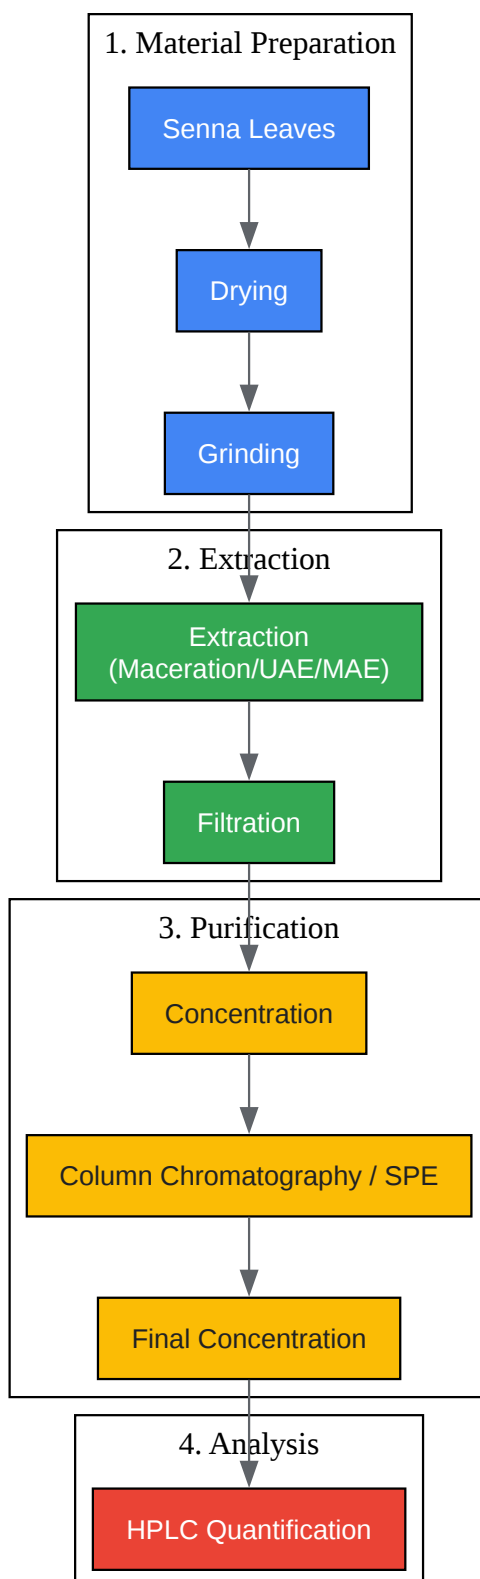 1. Material Preparation
Senna Leaves
Drying
Grinding
2. Extraction
Extraction
(Maceration/UAE/MAE)
Filtration
3. Purification
Concentration
Column Chromatography / SPE
Final Concentration
4. Analysis
HPLC Quantification